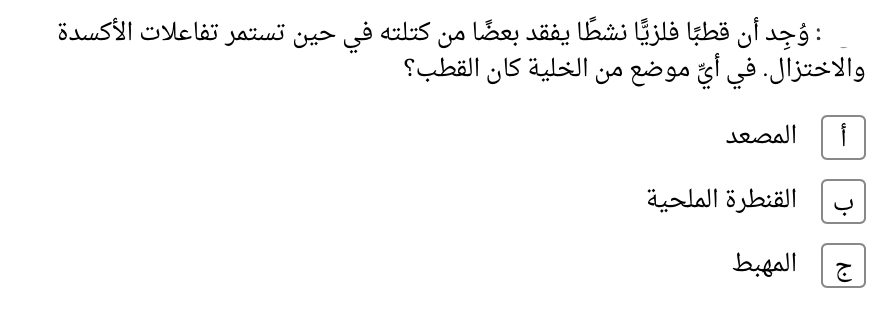 : وُجِد أن قطبًا فلزيًّا نشطًا يفقد بعضًا من كتلته في حين تستمر تفاعلات الأكسدة
والاختزال. في أيِّ موضع من الخلية كان القطب؟
أ المصعد
ب القنطرة الملحية
ج المهبط